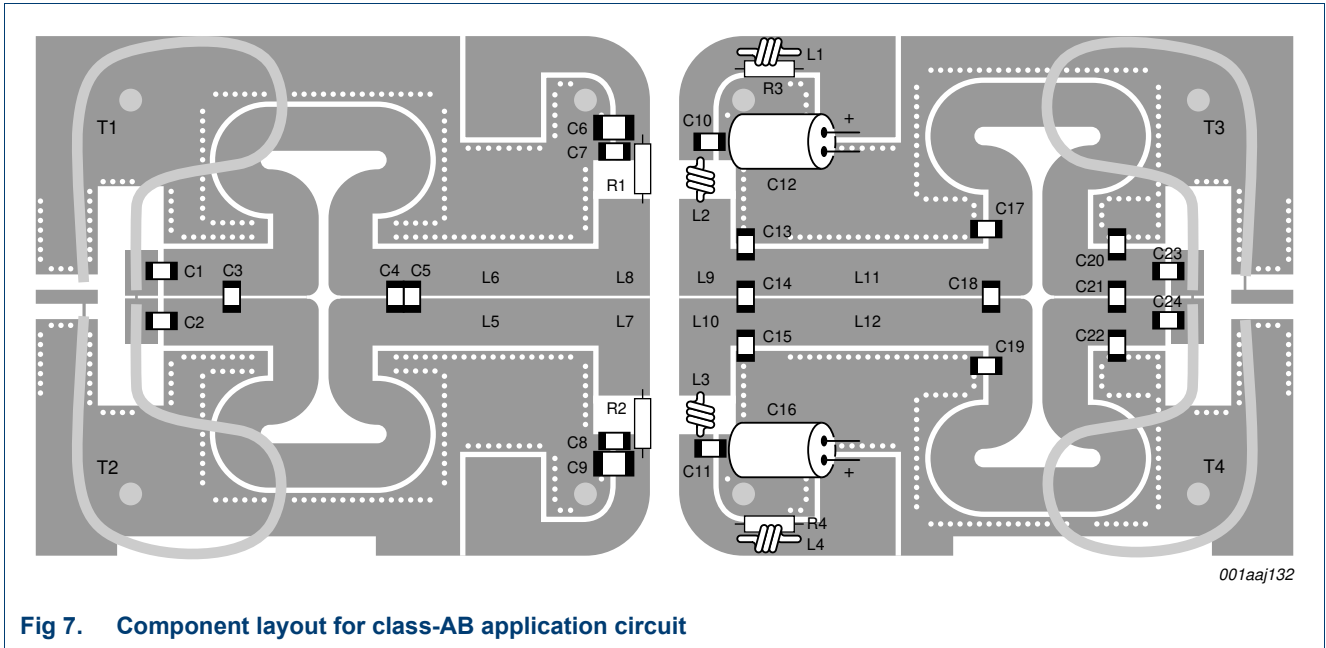 L1
R3
T1
C6
C7
R1
C10
+
C12
L2
T3
C13
C17
C1
C3
C4 C5
L6
L8
L9
C14
L11
C18
C20
C23
C21
C24
C2
L5
L7
L10
C15
L12
C22
C19
R2
L3
C16
C8
C9
C11
+
T2
T4
R4
L4
001aaj132
Fig 7. Component layout for class-AB application circuit